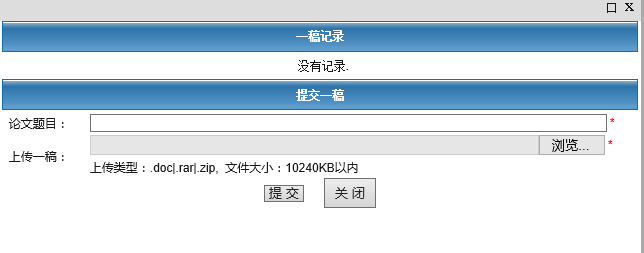 口 X
一稿记录
没有记录.
提交一稿
论文题目： *
上传一稿： 浏览... *
上传类型：.doc|.rar|.zip, 文件大小：10240KB以内
提 交 关 闭